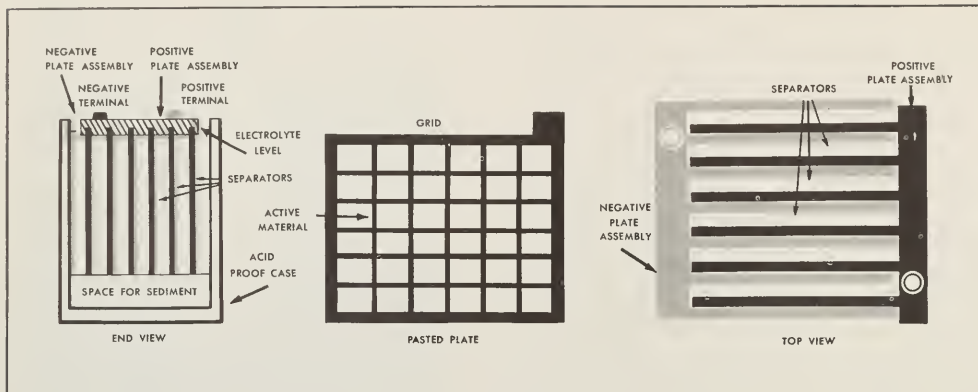 NEGATIVE
PLATE ASSEMBLY
POSITIVE
PLATE ASSEMBLY
NEGATIVE
TERMINAL
POSITIVE
TERMINAL
ELECTROLYTE
LEVEL
SEPARATORS
ACID
PROOF CASE
SPACE FOR SEDIMENT
END VIEW
GRID
ACTIVE
MATERIAL
PASTED PLATE
SEPARATORS
POSITIVE
PLATE ASSEMBLY
NEGATIVE
PLATE
ASSEMBLY
TOP VIEW